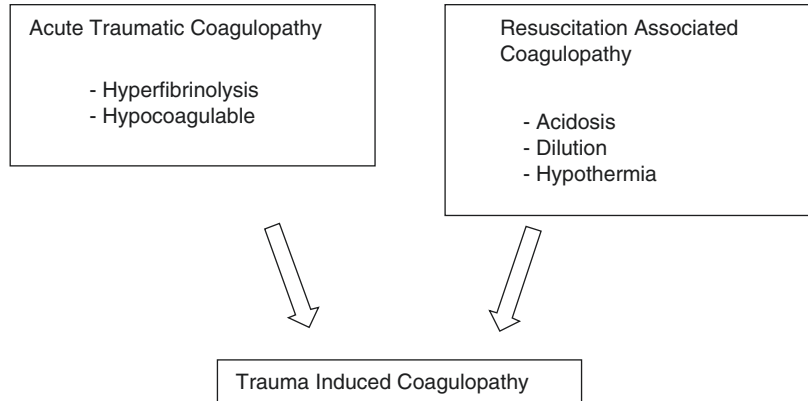 Acute Traumatic Coagulopathy
- Hyperfibrinolysis
- Hypocoagulable
Resuscitation Associated
Coagulopathy
- Acidosis
- Dilution
- Hypothermia
Trauma Induced Coagulopathy